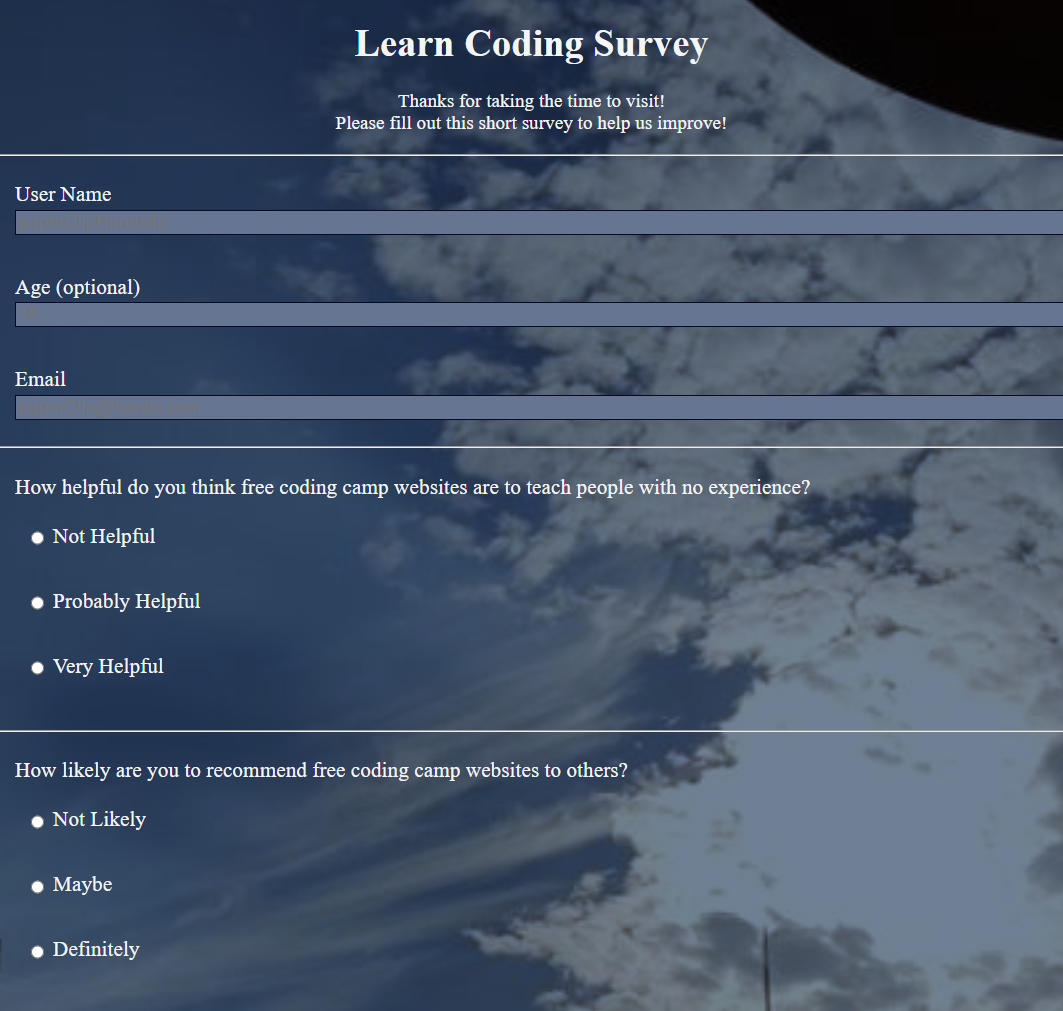 Learn Coding Survey
Thanks for taking the time to visit!
Please fill out this short survey to help us improve!
User Name
Age (optional)
Email
How helpful do you think free coding camp websites are to teach people with no experience?
Not Helpful
Probably Helpful
Very Helpful
How likely are you to recommend free coding camp websites to others?
Not Likely
Maybe
Definitely